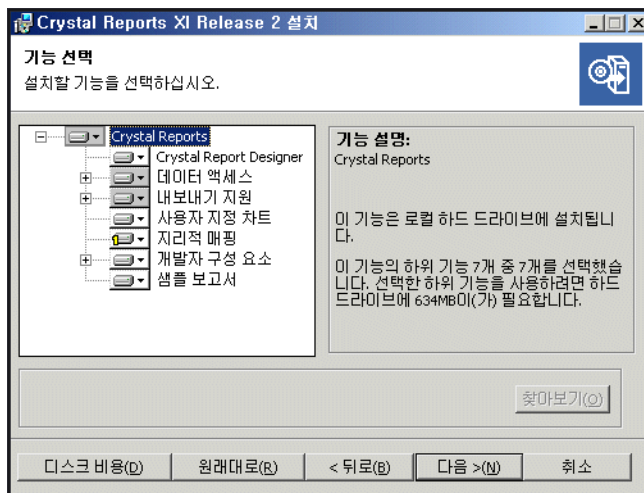 Crystal Reports XI Release 2 설치
기능 선택
설치할 기능을 선택하십시오.
Crystal Reports
Crystal Report Designer
데이터 액세스
내보내기 지원
사용자 지정 차트
지리적 매핑
개발자 구성 요소
샘플 보고서
기능 설명:
Crystal Reports
이 기능은 로컬 하드 드라이브에 설치됩니
다.
이 기능의 하위 기능 7개 중 7개를 선택했습
니다. 선택한 하위 기능을 사용하려면 하드
드라이브에 634MB이(가) 필요합니다.
찾아보기(O)
디스크 비용(D)
원래대로(R)
< 뒤로(B)
다음 >(N)
취소